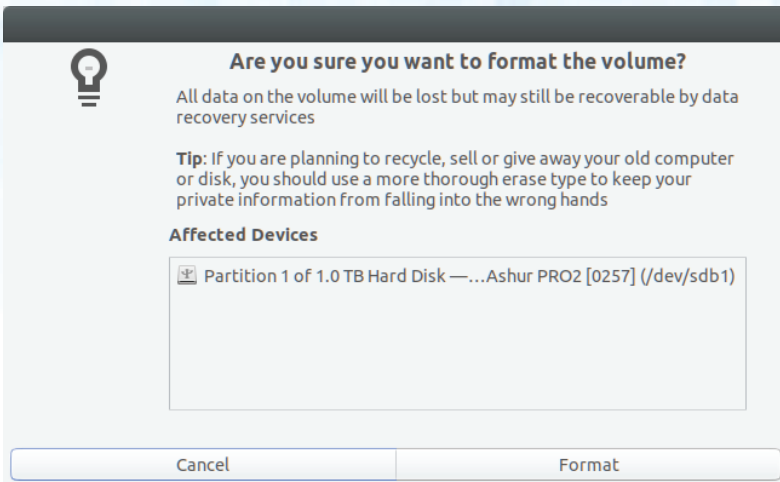 Are you sure you want to format the volume?
All data on the volume will be lost but may still be recoverable by data
recovery services
Tip: If you are planning to recycle, sell or give away your old computer
or disk, you should use a more thorough erase type to keep your
private information from falling into the wrong hands
Affected Devices
Partition 1 of 1.0 TB Hard Disk —…Ashur PRO2 [0257] (/dev/sdb1)
Cancel Format